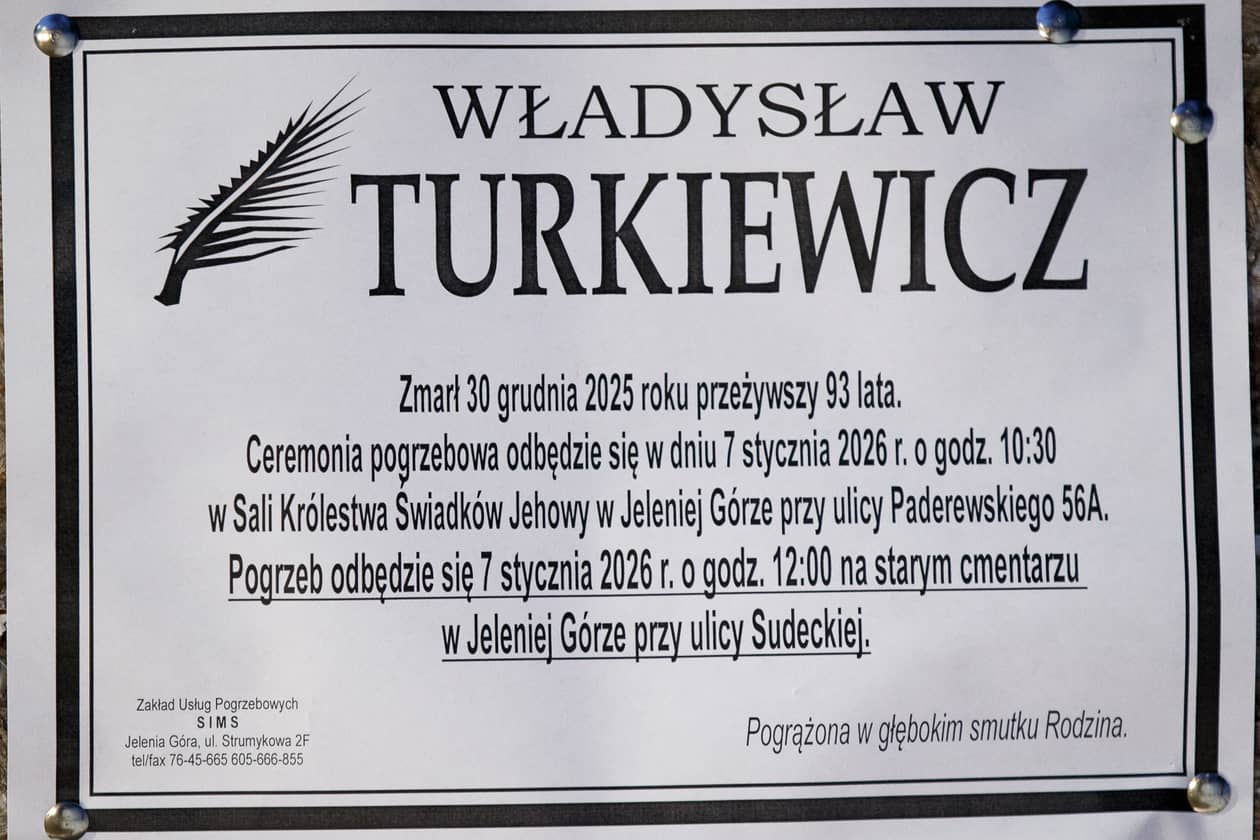 WŁADYSŁAW
TURKIEWICZ
Zmarł 30 grudnia 2025 roku przeżywszy 93 lata.
Ceremonia pogrzebowa odbędzie się w dniu 7 stycznia 2026 r. o godz. 10:30
w Sali Królestwa Świadków Jehowy w Jeleniej Górze przy ulicy Paderewskiego 56A.
Pogrzeb odbędzie się 7 stycznia 2026 r. o godz. 12:00 na starym cmentarzu
w Jeleniej Górze przy ulicy Sudeckiej.
Zakład Usług Pogrzebowych
S I M S
Jelenia Góra, ul. Strumykowa 2F
tel/fax 76-45-665 605-666-855
Pogrążona w głębokim smutku Rodzina.